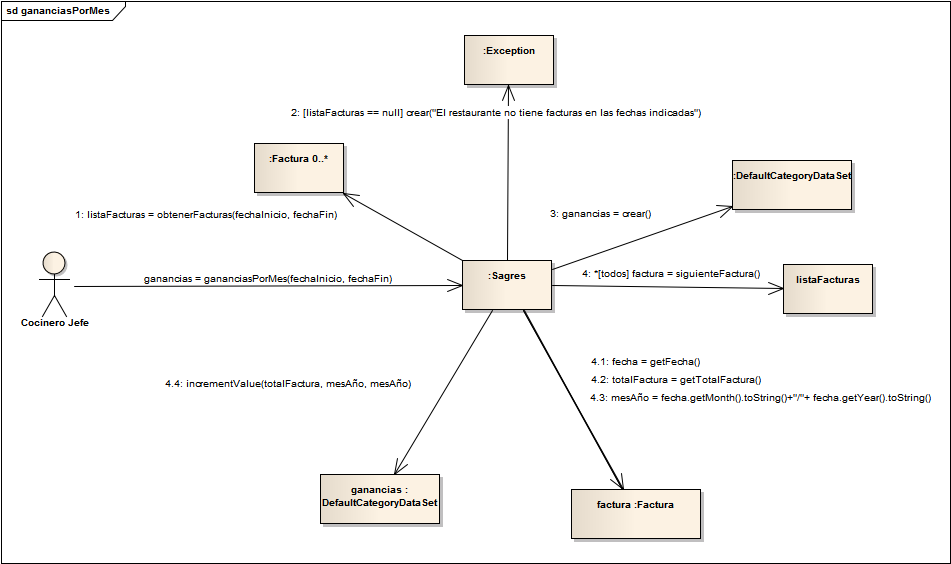 sd gananciasPorMes
:Exception
2: [listaFacturas == null] crear("El restaurante no tiene facturas en las fechas indicadas")
:Factura 0..*
:DefaultCategoryDataSet
1: listaFacturas = obtenerFacturas(fechaInicio, fechaFin)
3: ganancias = crear()
ganancias = gananciasPorMes(fechaInicio, fechaFin)
:Sagres
4: *[todos] factura = siguienteFactura()
listaFacturas
Cocinero Jefe
4.1: fecha = getFecha()
4.4: incrementValue(totalFactura, mesAño, mesAño)
4.2: totalFactura = getTotalFactura()
4.3: mesAño = fecha.getMonth().toString()+"/"+ fecha.getYear().toString()
ganancias :
DefaultCategoryDataSet
factura :Factura